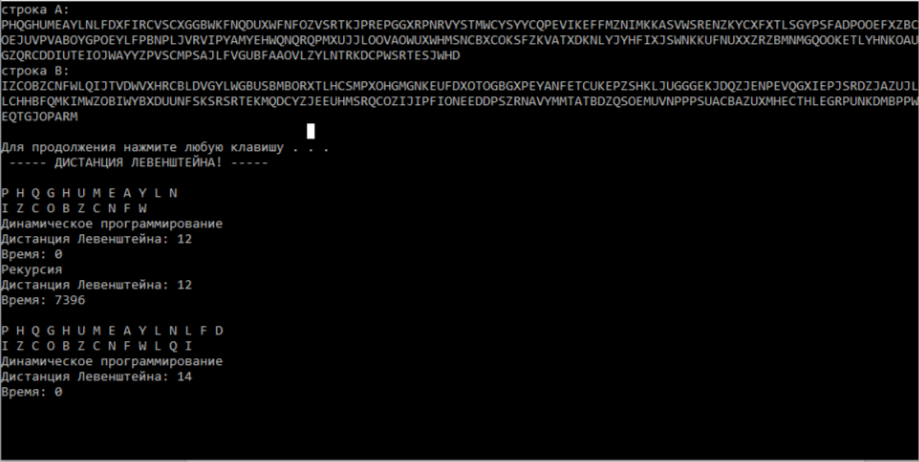 строка A:
PHQGHUMEAYLNLFDXFIRCVSCXGGBWKFNQDUXWFNFOZVSRTKJPREPGGXRPNRVYSTMWCYSYYCQPEVIKEFFMZNIMKKASVWSRENZKYCXFXTLSGYPSFADPOOEFXZBC
OEJUVPVABOYGPOEYLFPBNPLJVRVIPYAMYEHWQNQRQPMXUJJLOOVAOWUXWHMSNCBXCOKSFZKVATXDKNLYJYHFIXJSWNKKUFNUXXZRZBMNMGQOOKETLYHNKOAU
GZQRCDDIUTEIOJWAYYZPVSCMPSAJLFVGUBFAAOVLZYLNTRKDCPWSRTESJWHD
строка B:
IZCOBZCNFWLQIJTVDWVXHRCBLDVGYLWGBUSBMBORXTLHCSMPXOHGMGNKEUFDXOTOGBGXPEYANFETCUKEPZSHKLJUGGGEKJDQZJENPEVQGXIEPJSRDZJAZUJL
LCHHBFQMKIMWZOBIWYBXDUUNFSKSRSRTEKMQDCYZJEEUHMSRQCOZIJIPFIONEEDDPSZRNAVYMMTATBDZQSOEMUVNPPPSUACBAZUXMHECTHLEGRPUNKDMBPPW
EQTGJOPARM
Для продолжения нажмите любую клавишу . . .
----- ДИСТАНЦИЯ ЛЕВЕНШТЕЙНА! -----
P H Q G H U M E A Y L N
I Z C O B Z C N F W
Динамическое программирование
Дистанция Левенштейна: 12
Время: 0
Рекурсия
Дистанция Левенштейна: 12
Время: 7396
P H Q G H U M E A Y L N L F D
I Z C O B Z C N F W L Q I
Динамическое программирование
Дистанция Левенштейна: 14
Время: 0